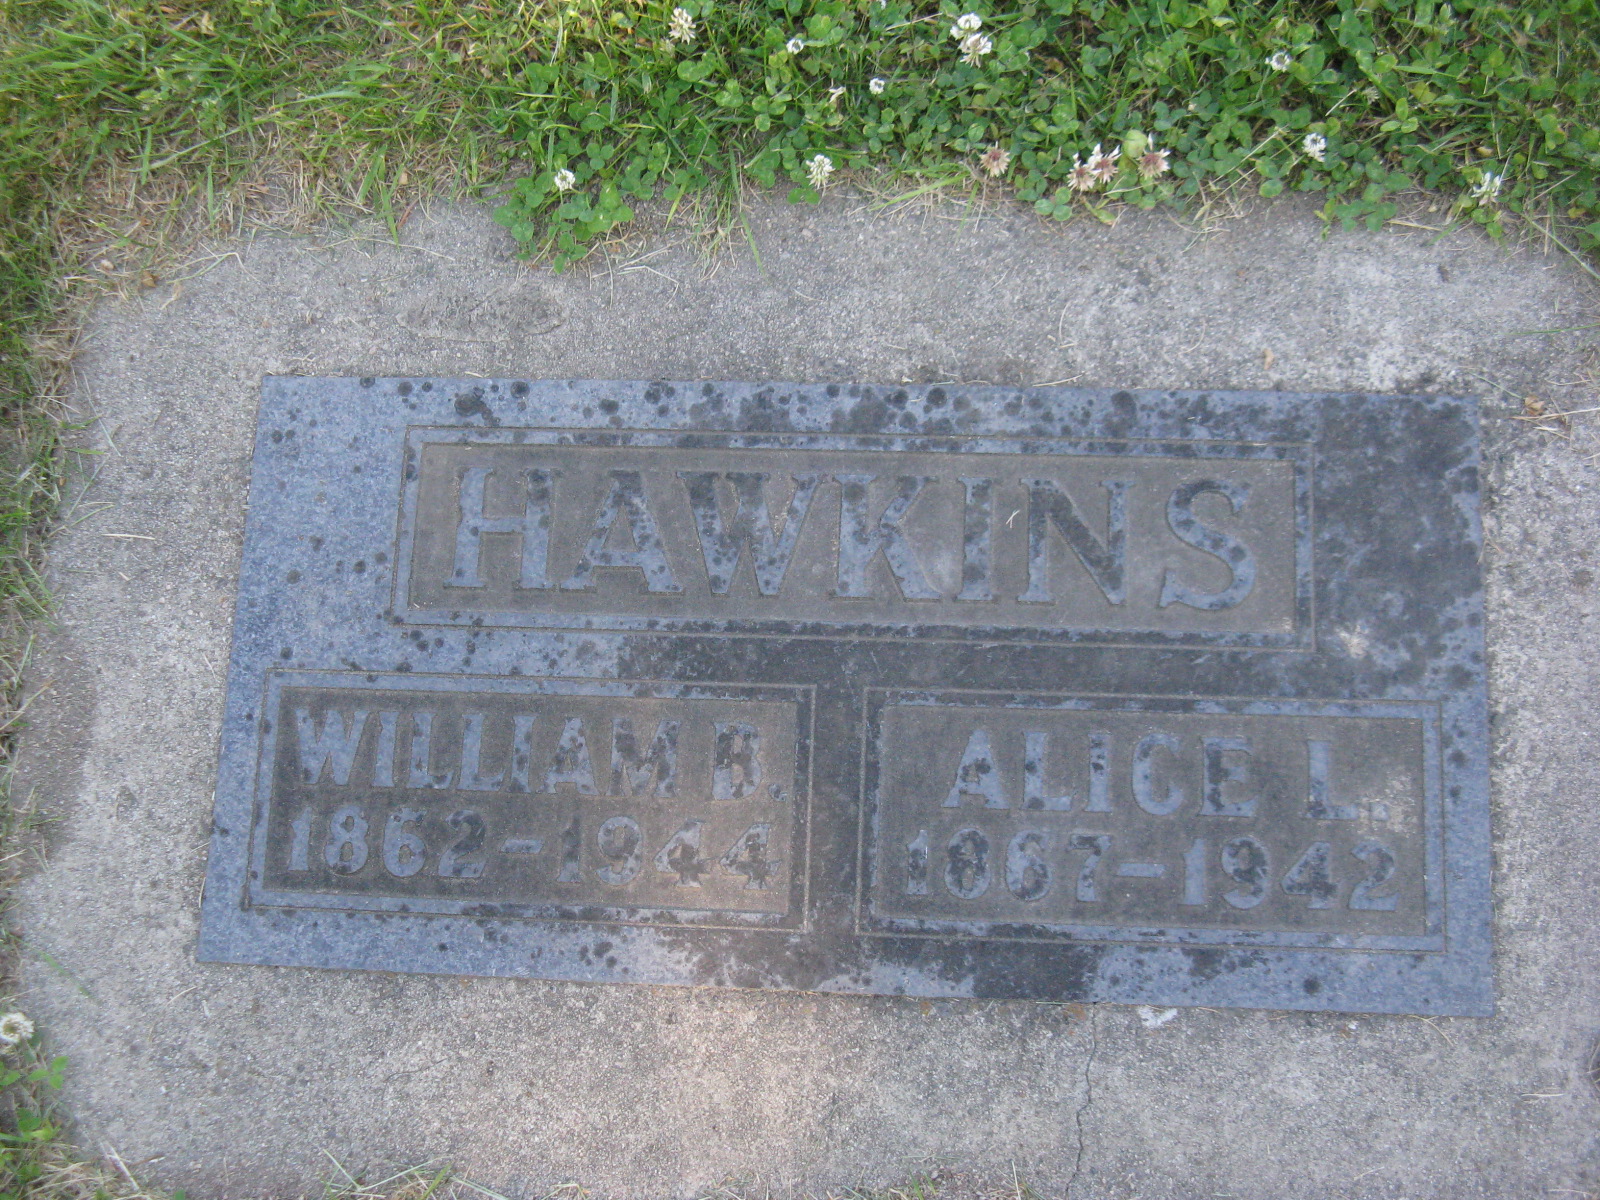 HAWKINS
WILLIAM B.
1862-1944
ALICE L.
1867-1942